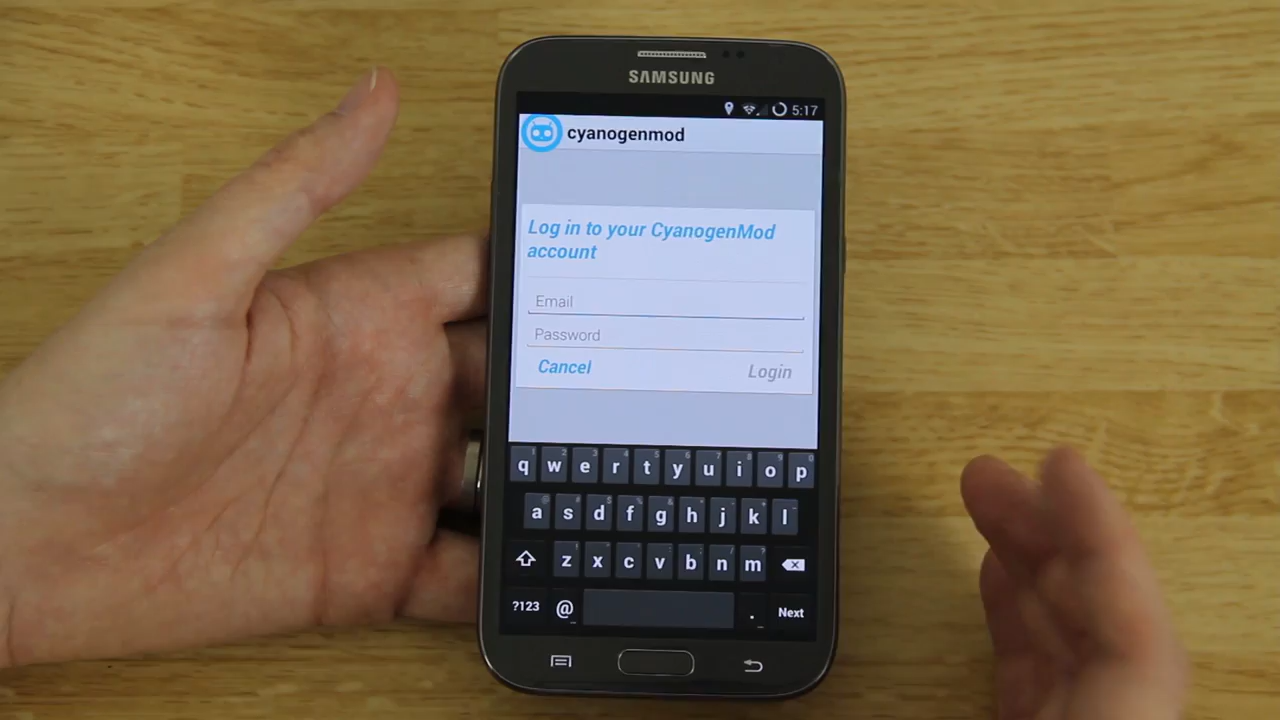 SAMSUNG
5:17
cyanogenmod
Log in to your CyanogenMod
account
Email
Password
Cancel
Login
q w e r t y u i o p
a s d f g h j k l
z x c v b n m
?123 @ . Next